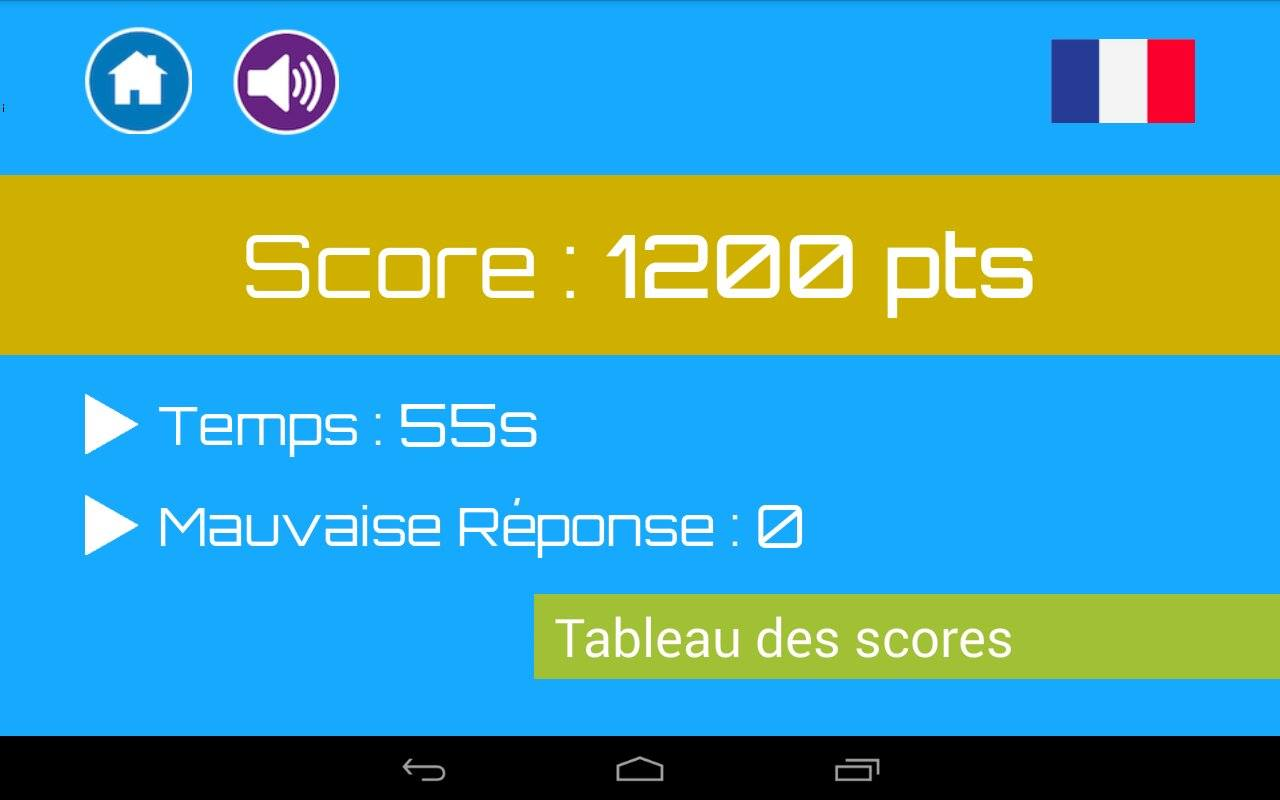 Score : 1200 pts
Temps : 55s
Mauvaise Réponse : 0
Tableau des scores